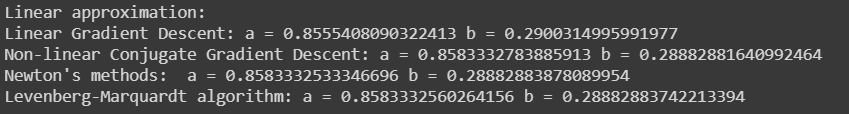 Linear approximation:
Linear Gradient Descent: a = 0.8555408090322413 b = 0.2900314995991977
Non-linear Conjugate Gradient Descent: a = 0.8583332783885913 b = 0.28882881640992464
Newton's methods:  a = 0.8583332533346696 b = 0.28882883878089954
Levenberg-Marquardt algorithm: a = 0.8583332560264156 b = 0.28882883742213394